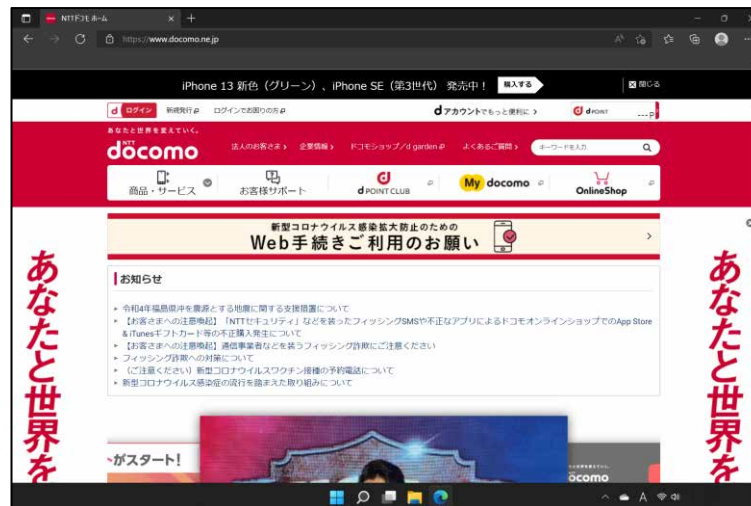 NTTドコモ ホーム
https://www.docomo.ne.jp
iPhone 13 新色（グリーン）、iPhone SE（第3世代） 発売中！ 購入する
閉じる
d ログイン 新規発行 ログインでお困りの方 dアカウントでもっと便利に d POINT ---P
あなたと世界を変えていく。
NTT
döcomo
法人のお客さま 企業情報 ドコモショップ/d garden よくあるご質問 キーワードを入力
商品・サービス お客様サポート d POINT CLUB My docomo OnlineShop
新型コロナウイルス感染拡大防止のための
Web手続きご利用のお願い
お知らせ
令和4年福島県沖を震源とする地震に関する支援措置について
【お客さまへの注意喚起】「NTTセキュリティ」などを装ったフィッシングSMSや不正なアプリによるドコモオンラインショップでのApp Store
& iTunesギフトカード等の不正購入発生について
【お客さまへの注意喚起】通信事業者などを装うフィッシング詐欺にご注意ください
フィッシング詐欺への対策について
（ご注意ください）新型コロナウイルスワクチン接種の予約電話について
新型コロナウイルス感染症の流行を踏まえた取り組みについて
あなたと世界を
あなたと世界を
がスタート！
docomo
A